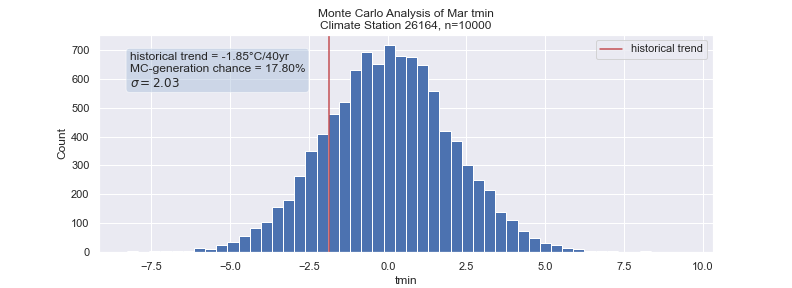 Monte Carlo Analysis of Mar tmin
Climate Station 26164, n=10000
historical trend = -1.85°C/40yr
MC-generation chance = 17.80%
σ = 2.03
historical trend
Count
700
600
500
400
300
200
100
0
−7.5
−5.0
−2.5
0.0
2.5
5.0
7.5
10.0
tmin